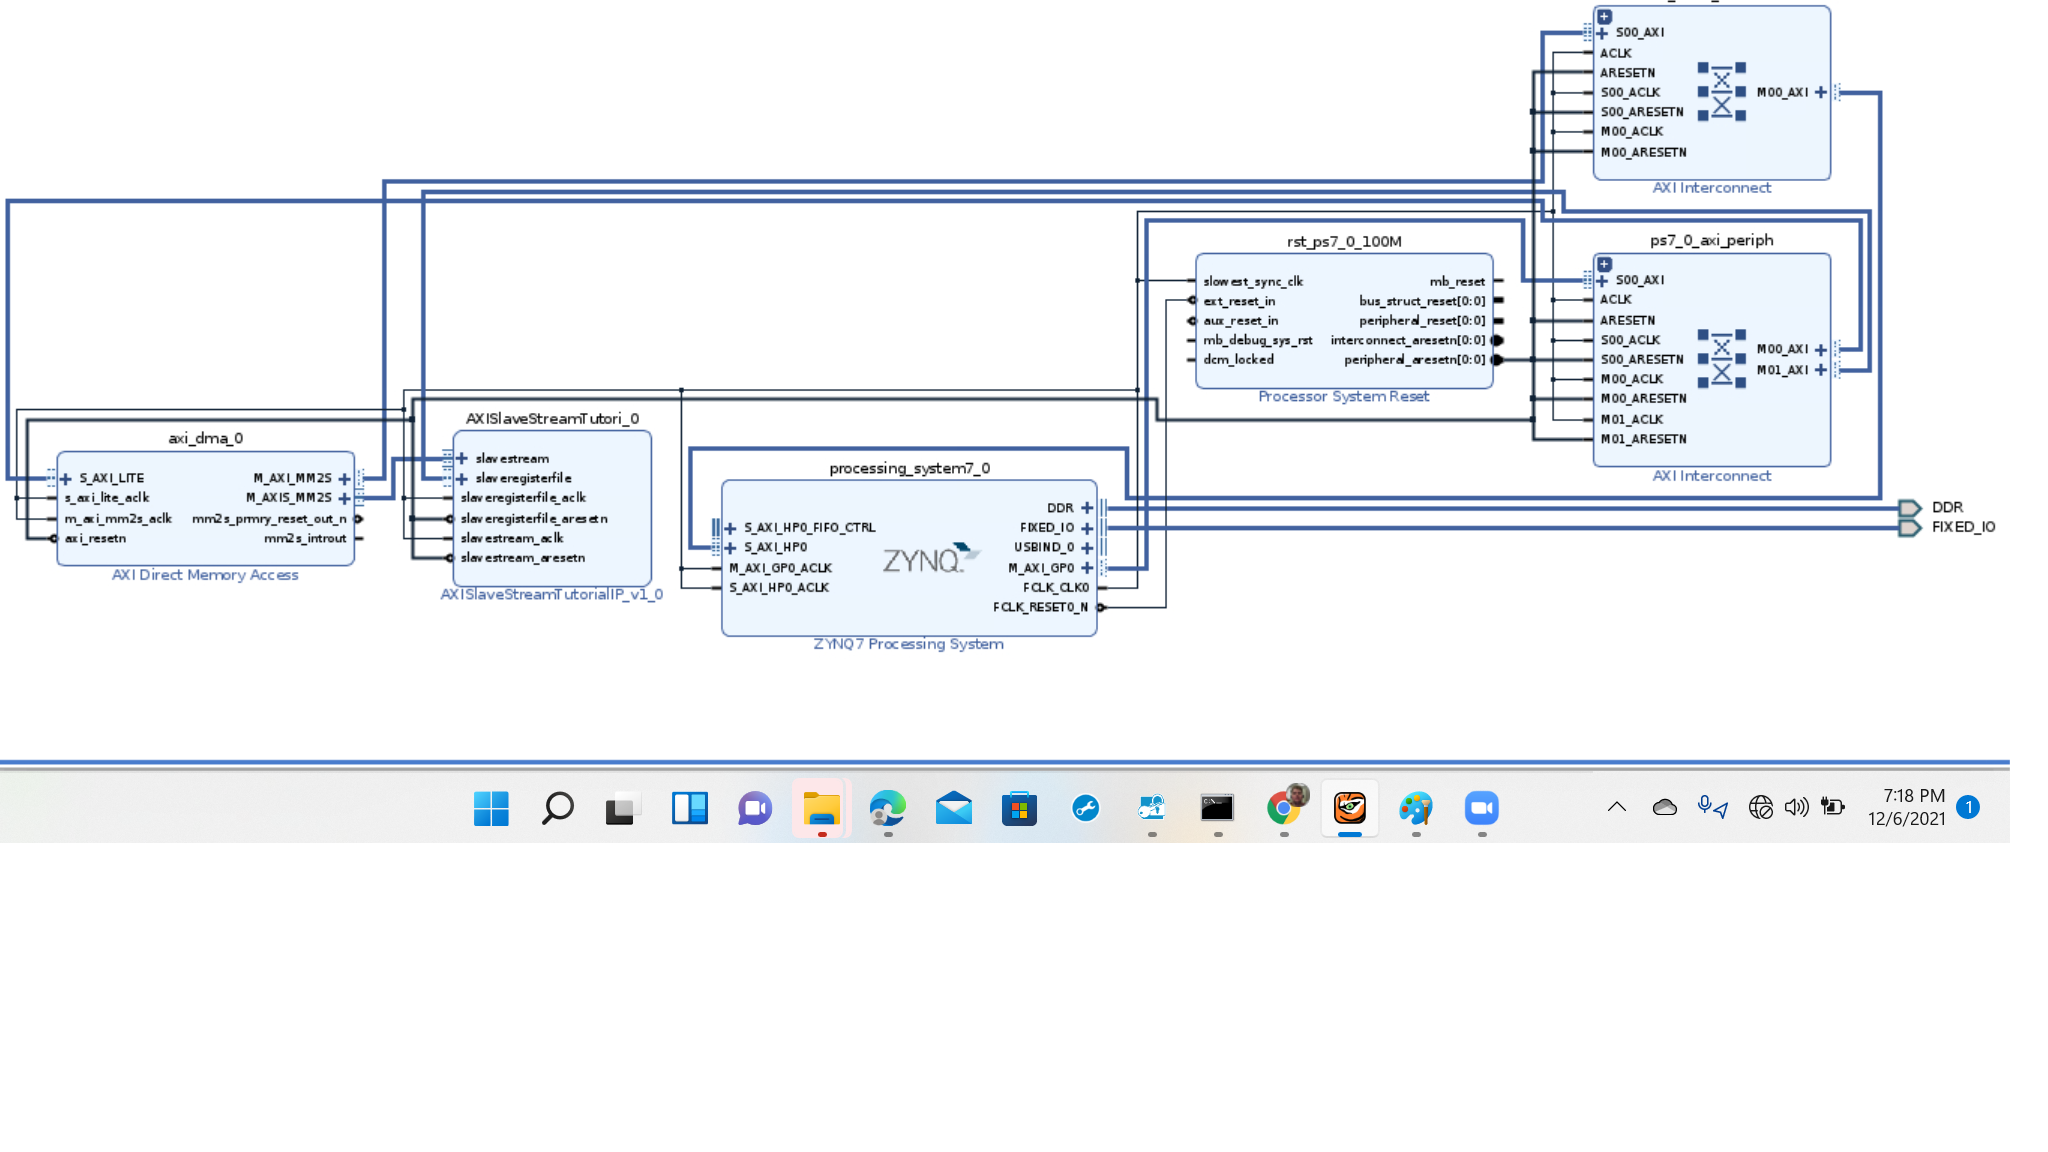 S00_AXI
ACLK
ARESETN
S00_ACLK
M00_AXI
S00_ARESETN
M00_ACLK
M00_ARESETN
AXI Interconnect
rst_ps7_0_100M
slowest_sync_clk
mb_reset
ext_reset_in
bus_struct_reset[0:0]
aux_reset_in
peripheral_reset[0:0]
mb_debug_sys_rst
interconnect_aresetn[0:0]
dcm_locked
peripheral_aresetn[0:0]
Processor System Reset
ps7_0_axi_periph
S00_AXI
ACLK
ARESETN
S00_ACLK
M00_AXI
S00_ARESETN
M01_AXI
M00_ACLK
M00_ARESETN
M01_ACLK
M01_ARESETN
AXI Interconnect
axi_dma_0
S_AXI_LITE
M_AXI_MM2S
s_axi_lite_aclk
M_AXIS_MM2S
m_axi_mm2s_aclk
mm2s_prmry_reset_out_n
axi_resetn
mm2s_introut
AXI Direct Memory Access
AXISlaveStreamTutori_0
slavestream
slaveregisterfile
slaveregisterfile_aclk
slaveregisterfile_aresetn
slavestream_aclk
slavestream_aresetn
AXISlaveStreamTutorialIP_v1_0
processing_system7_0
DDR
S_AXI_HP0_FIFO_CTRL
FIXED_IO
S_AXI_HP0
USBIND_0
M_AXI_GP0_ACLK
M_AXI_GP0
S_AXI_HP0_ACLK
FCLK_CLK0
FCLK_RESET0_N
ZYNQ
ZYNQ7 Processing System
DDR
FIXED_IO
7:18 PM
12/6/2021
1